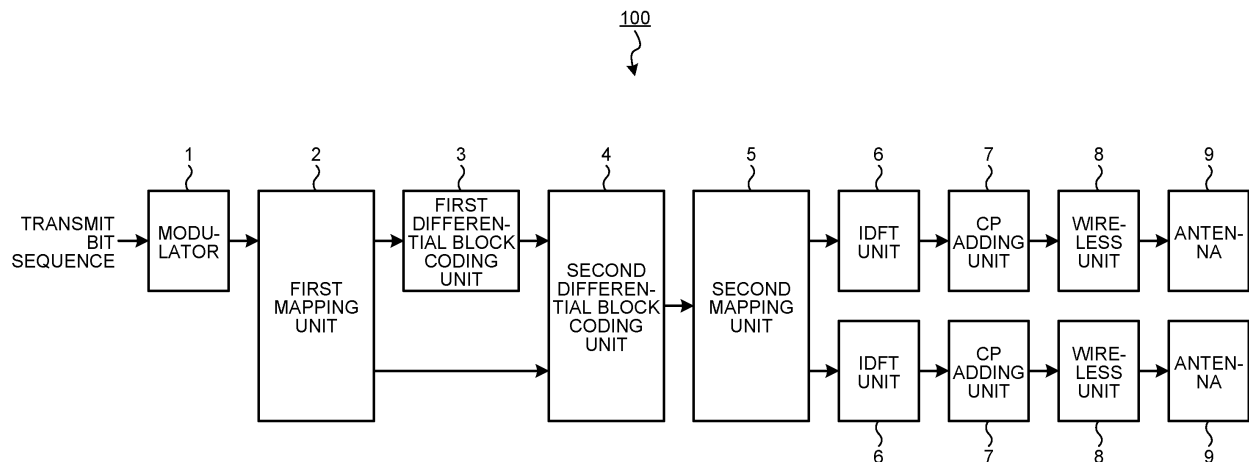 100
1
2
3
4
5
6
7
8
9
TRANSMIT
BIT
SEQUENCE
MODU-
LATOR
FIRST
MAPPING
UNIT
FIRST
DIFFEREN-
TIAL BLOCK
CODING
UNIT
SECOND
DIFFEREN-
TIAL BLOCK
CODING
UNIT
SECOND
MAPPING
UNIT
IDFT
UNIT
CP
ADDING
UNIT
WIRE-
LESS
UNIT
ANTEN-
NA
IDFT
UNIT
CP
ADDING
UNIT
WIRE-
LESS
UNIT
ANTEN-
NA
6
7
8
9